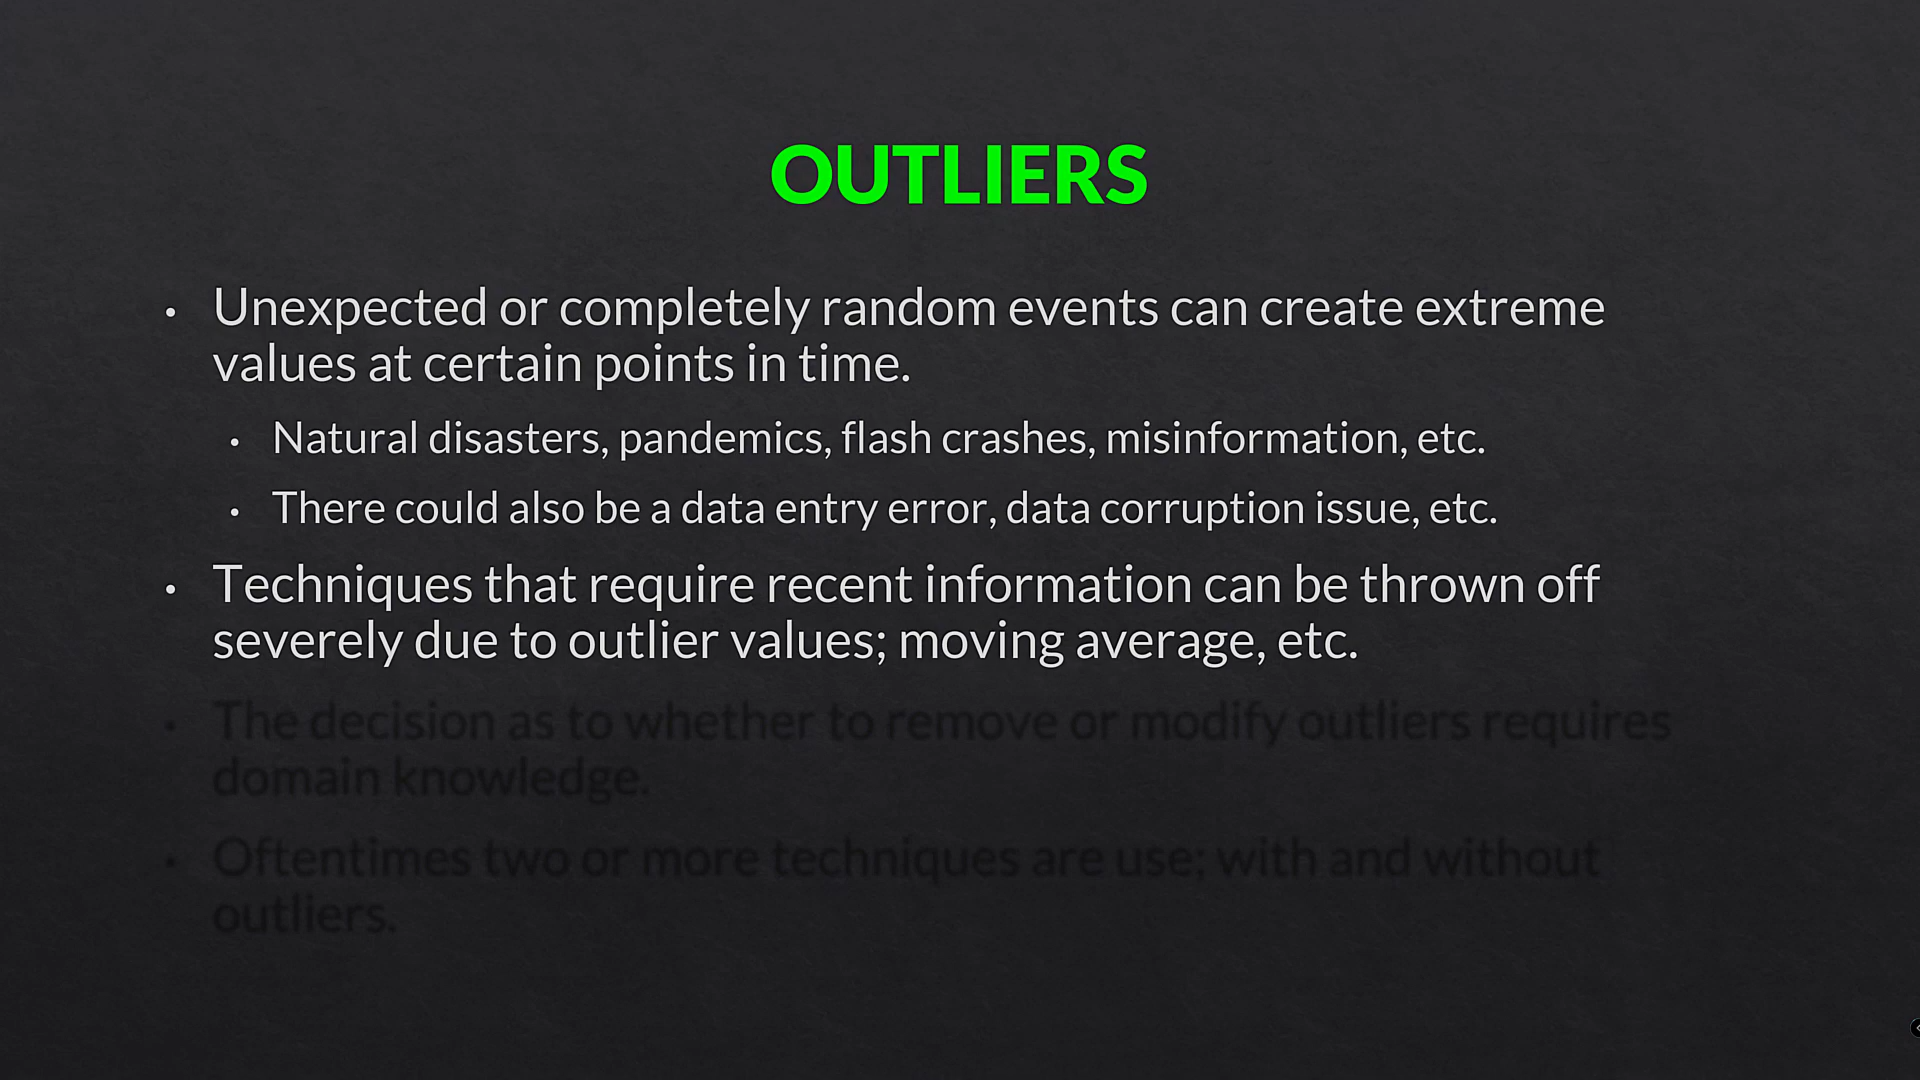 OUTLIERS
• Unexpected or completely random events can create extreme
values at certain points in time.
• Natural disasters, pandemics, flash crashes, misinformation, etc.
• There could also be a data entry error, data corruption issue, etc.
• Techniques that require recent information can be thrown off
severely due to outlier values; moving average, etc.
• The decision as to whether to remove or modify outliers requires
domain knowledge.
• Oftentimes two or more techniques are use; with and without
outliers.